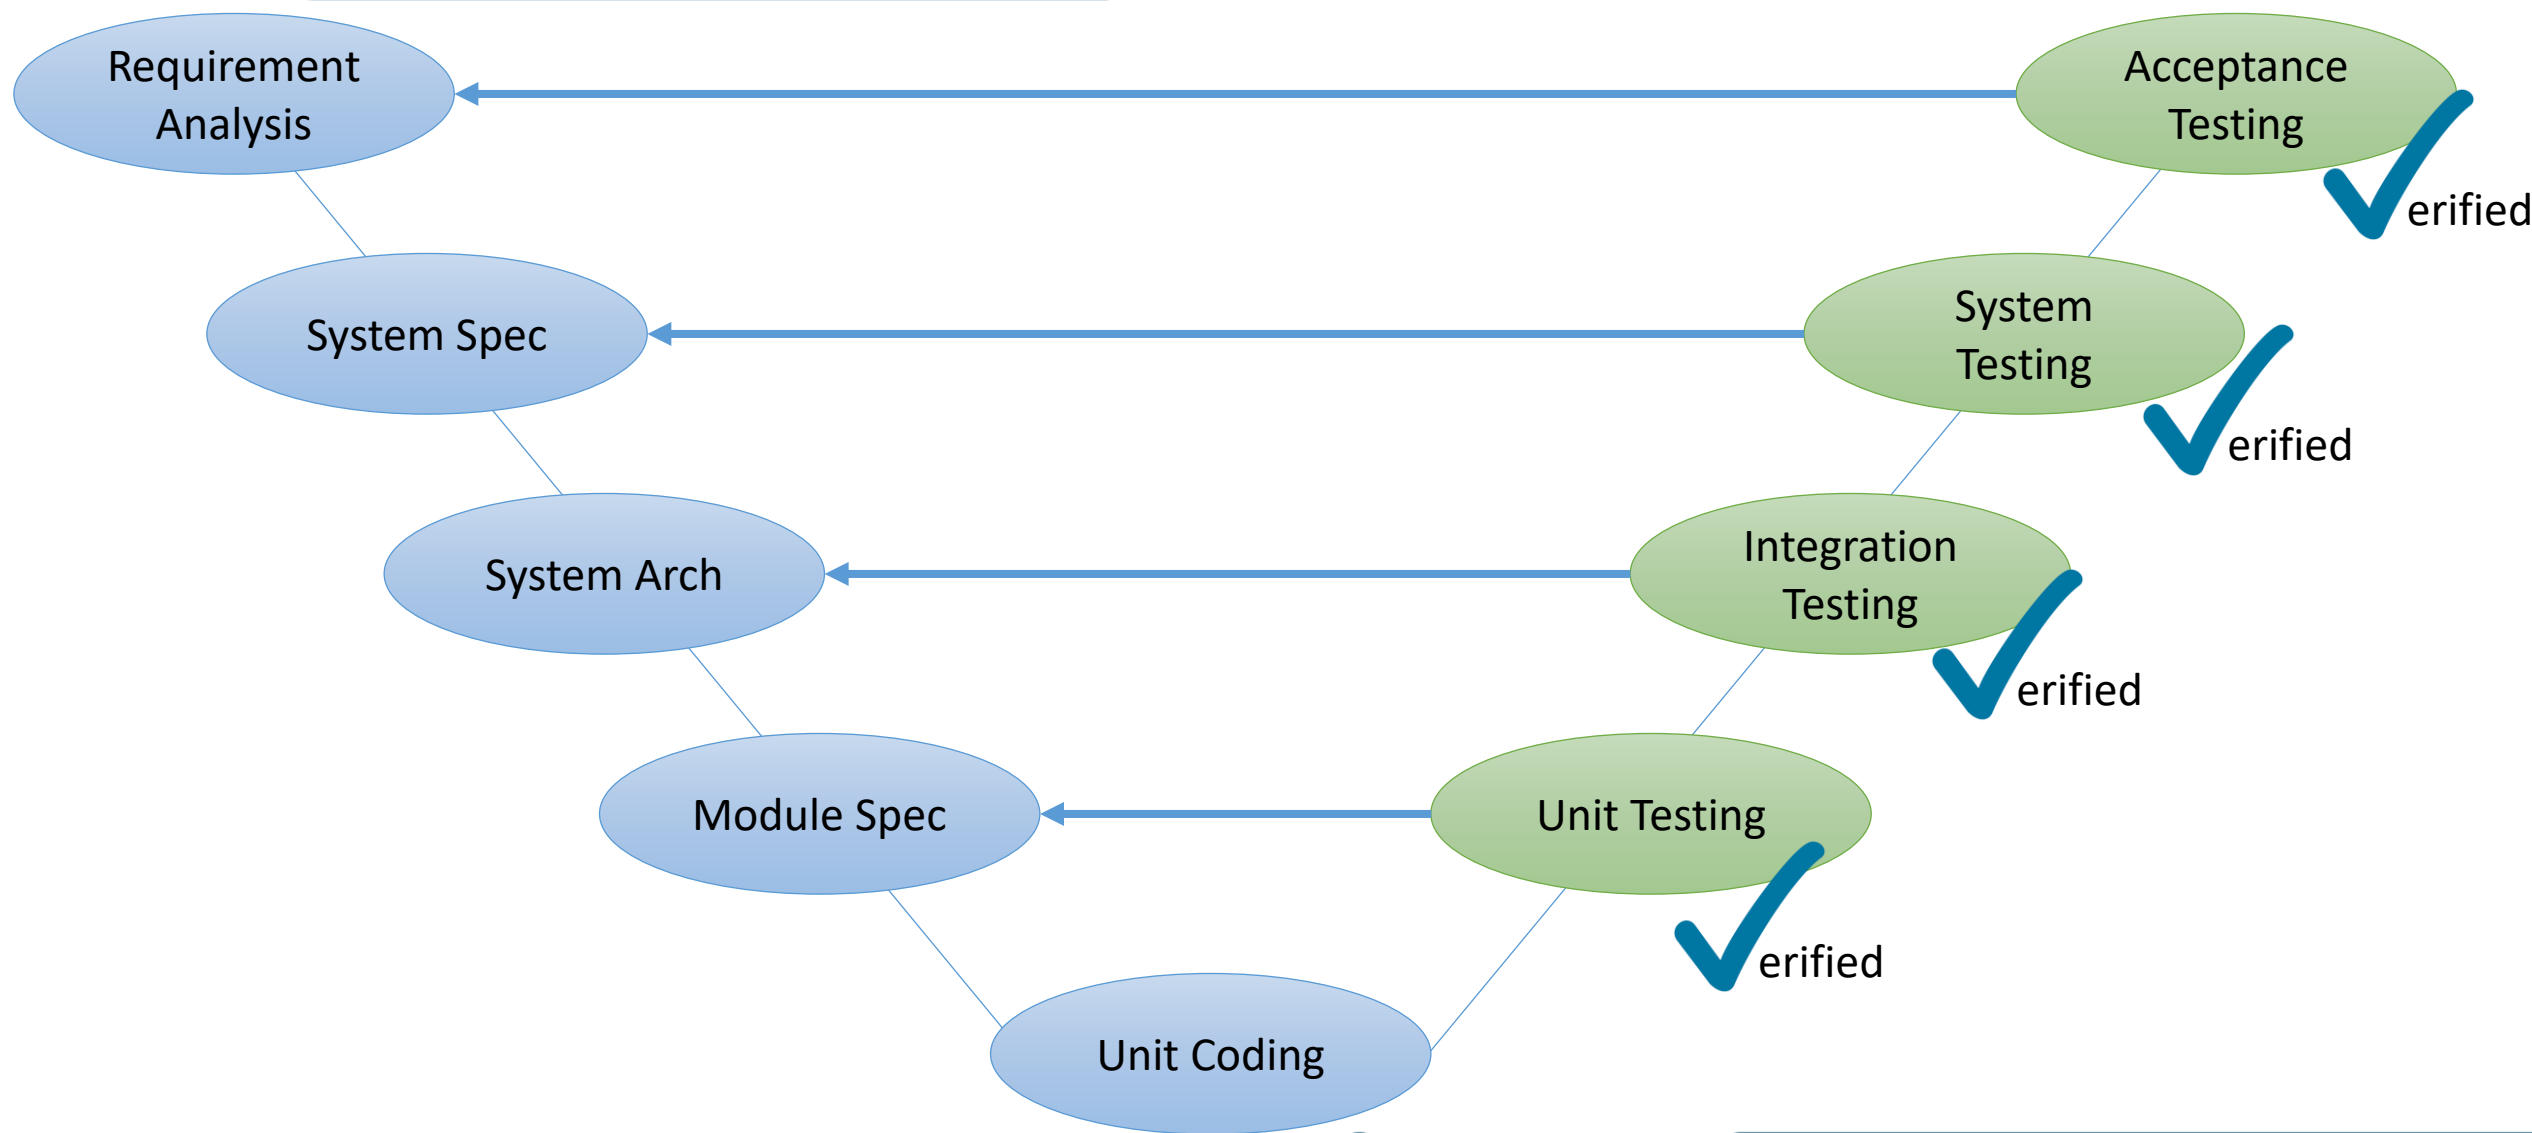 Requirement
Analysis
Acceptance
Testing
erified
System Spec
System
Testing
erified
System Arch
Integration
Testing
erified
Module Spec
Unit Testing
erified
Unit Coding